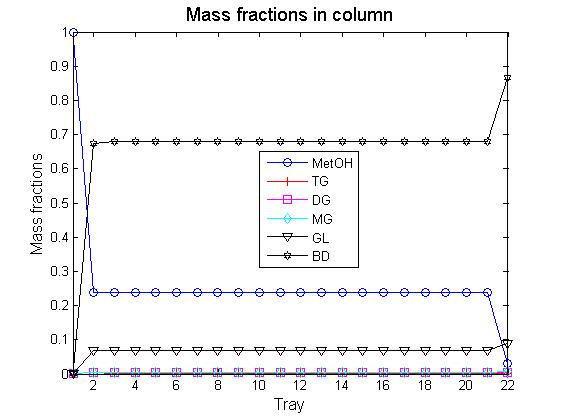 Mass fractions in column
Mass fractions
1
0.9
0.8
0.7
0.6
0.5
0.4
0.3
0.2
0.1
0
MetOH
TG
DG
MG
GL
BD
2 4 6 8 10 12 14 16 18 20 22
Tray